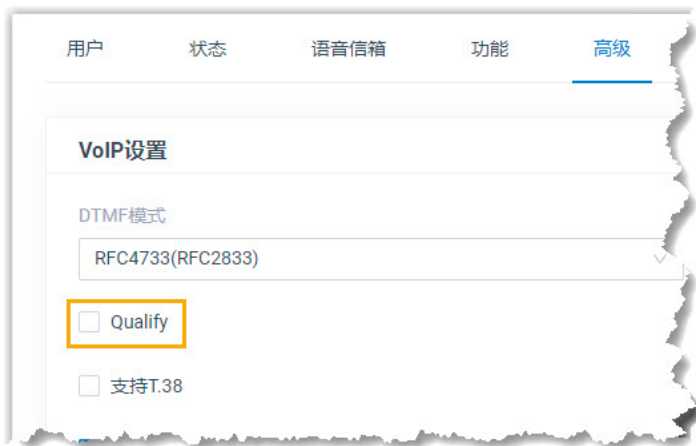 用户 状态 语音信箱 功能 高级
VoIP设置
DTMF模式
RFC4733(RFC2833)
Qualify
支持T.38